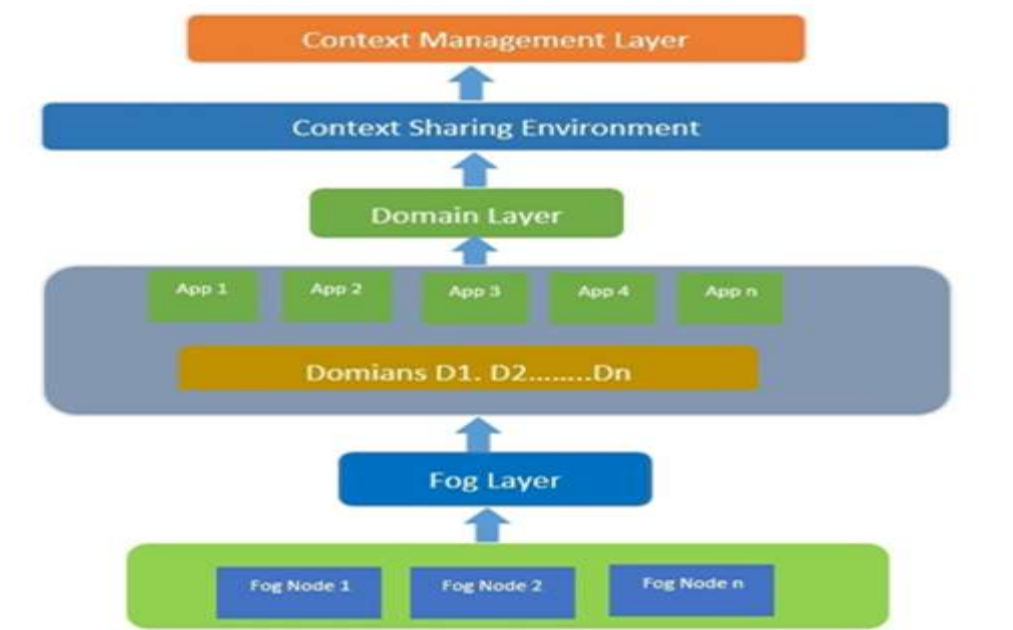 Context Management Layer
Context Sharing Environment
Domain Layer
App 1 App 2 App 3 App 4 App n
Domians D1. D2........Dn
Fog Layer
Fog Node 1 Fog Node 2 Fog Node n